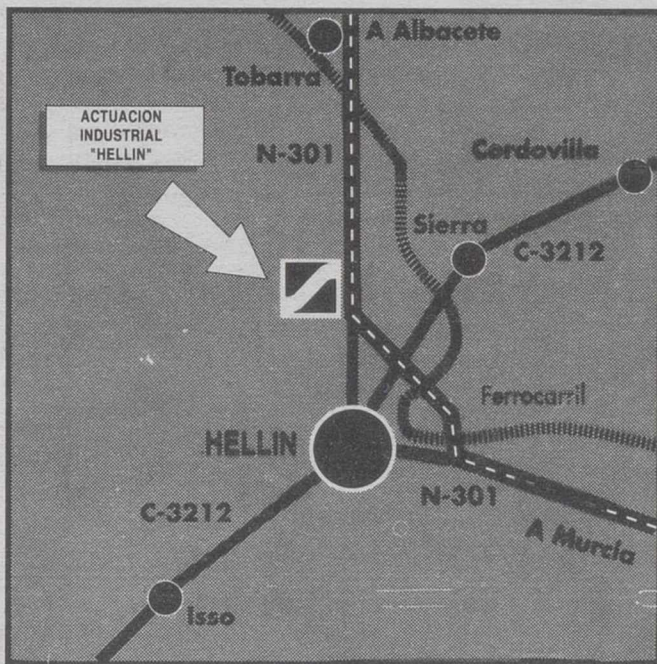 A Albacete
Tobarra
ACTUACION
INDUSTRIAL
"HELLIN"
N-301
Cordovilla
Sierra
C-3212
Ferrocarril
HELLIN
C-3212
N-301
A Murcia
Isso